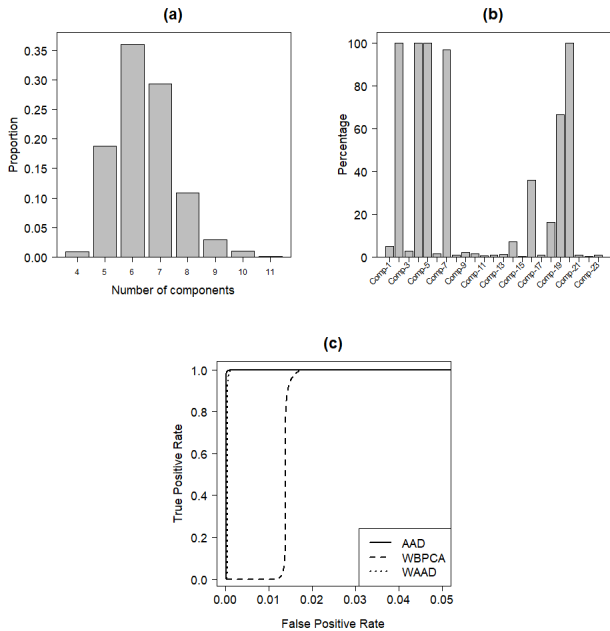 (a)
Proportion
0.35
0.30
0.25
0.20
0.15
0.10
0.05
0.00
4 5 6 7 8 9 10 11
Number of components
(b)
Percentage
100
80
60
40
20
0
Comp-1 Comp-3 Comp-5 Comp-7 Comp-9 Comp-11 Comp-13 Comp-15 Comp-17 Comp-19 Comp-21 Comp-23
(c)
True Positive Rate
1.0
0.8
0.6
0.4
0.2
0.0
AAD
WBPCA
WAAD
0.00 0.01 0.02 0.03 0.04 0.05
False Positive Rate